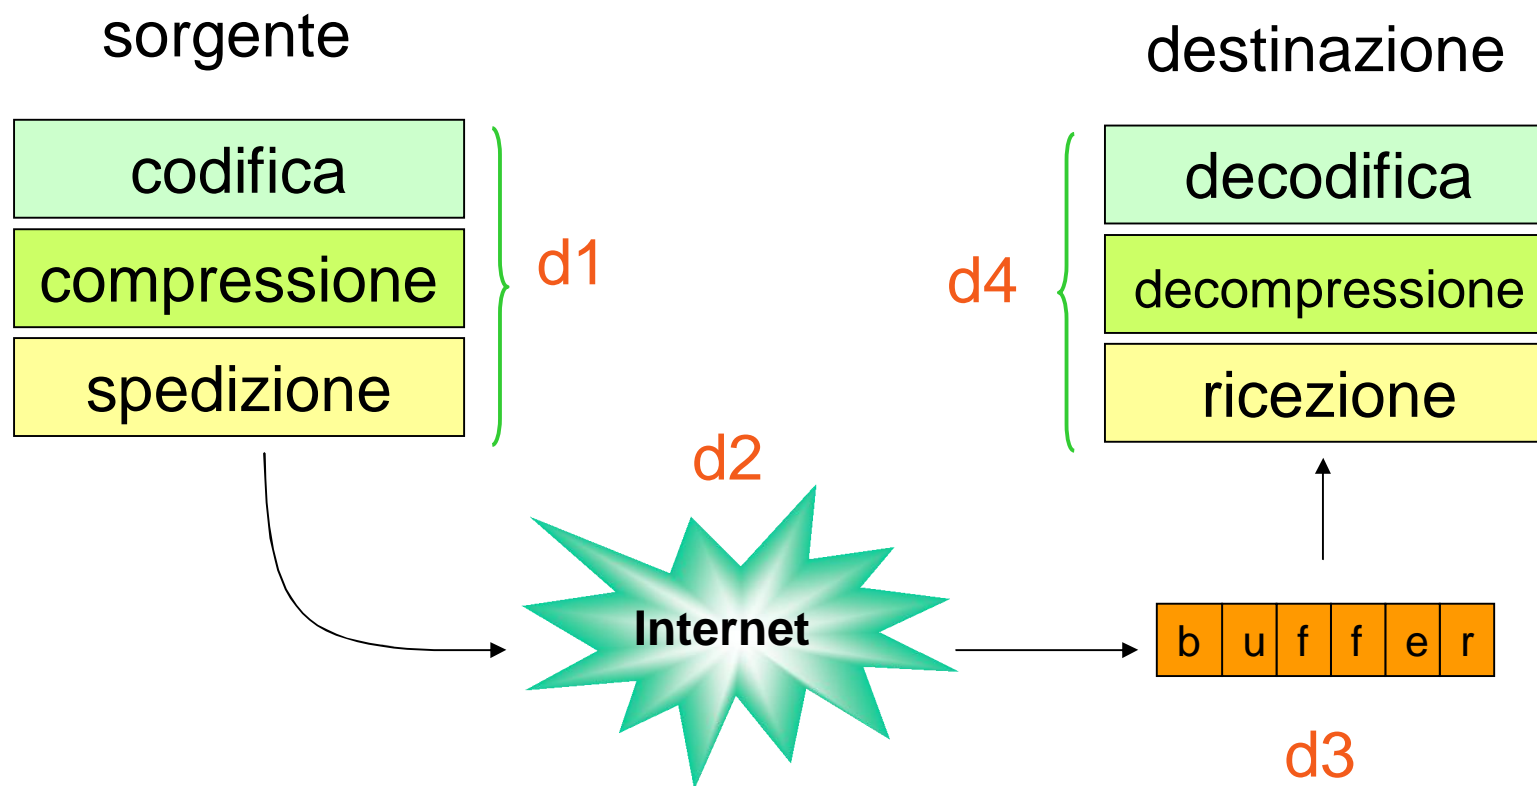 sorgente
destinazione
codifica
compressione
spedizione
d1
d4
decodifica
decompressione
ricezione
d2
Internet
b u f f e r
d3